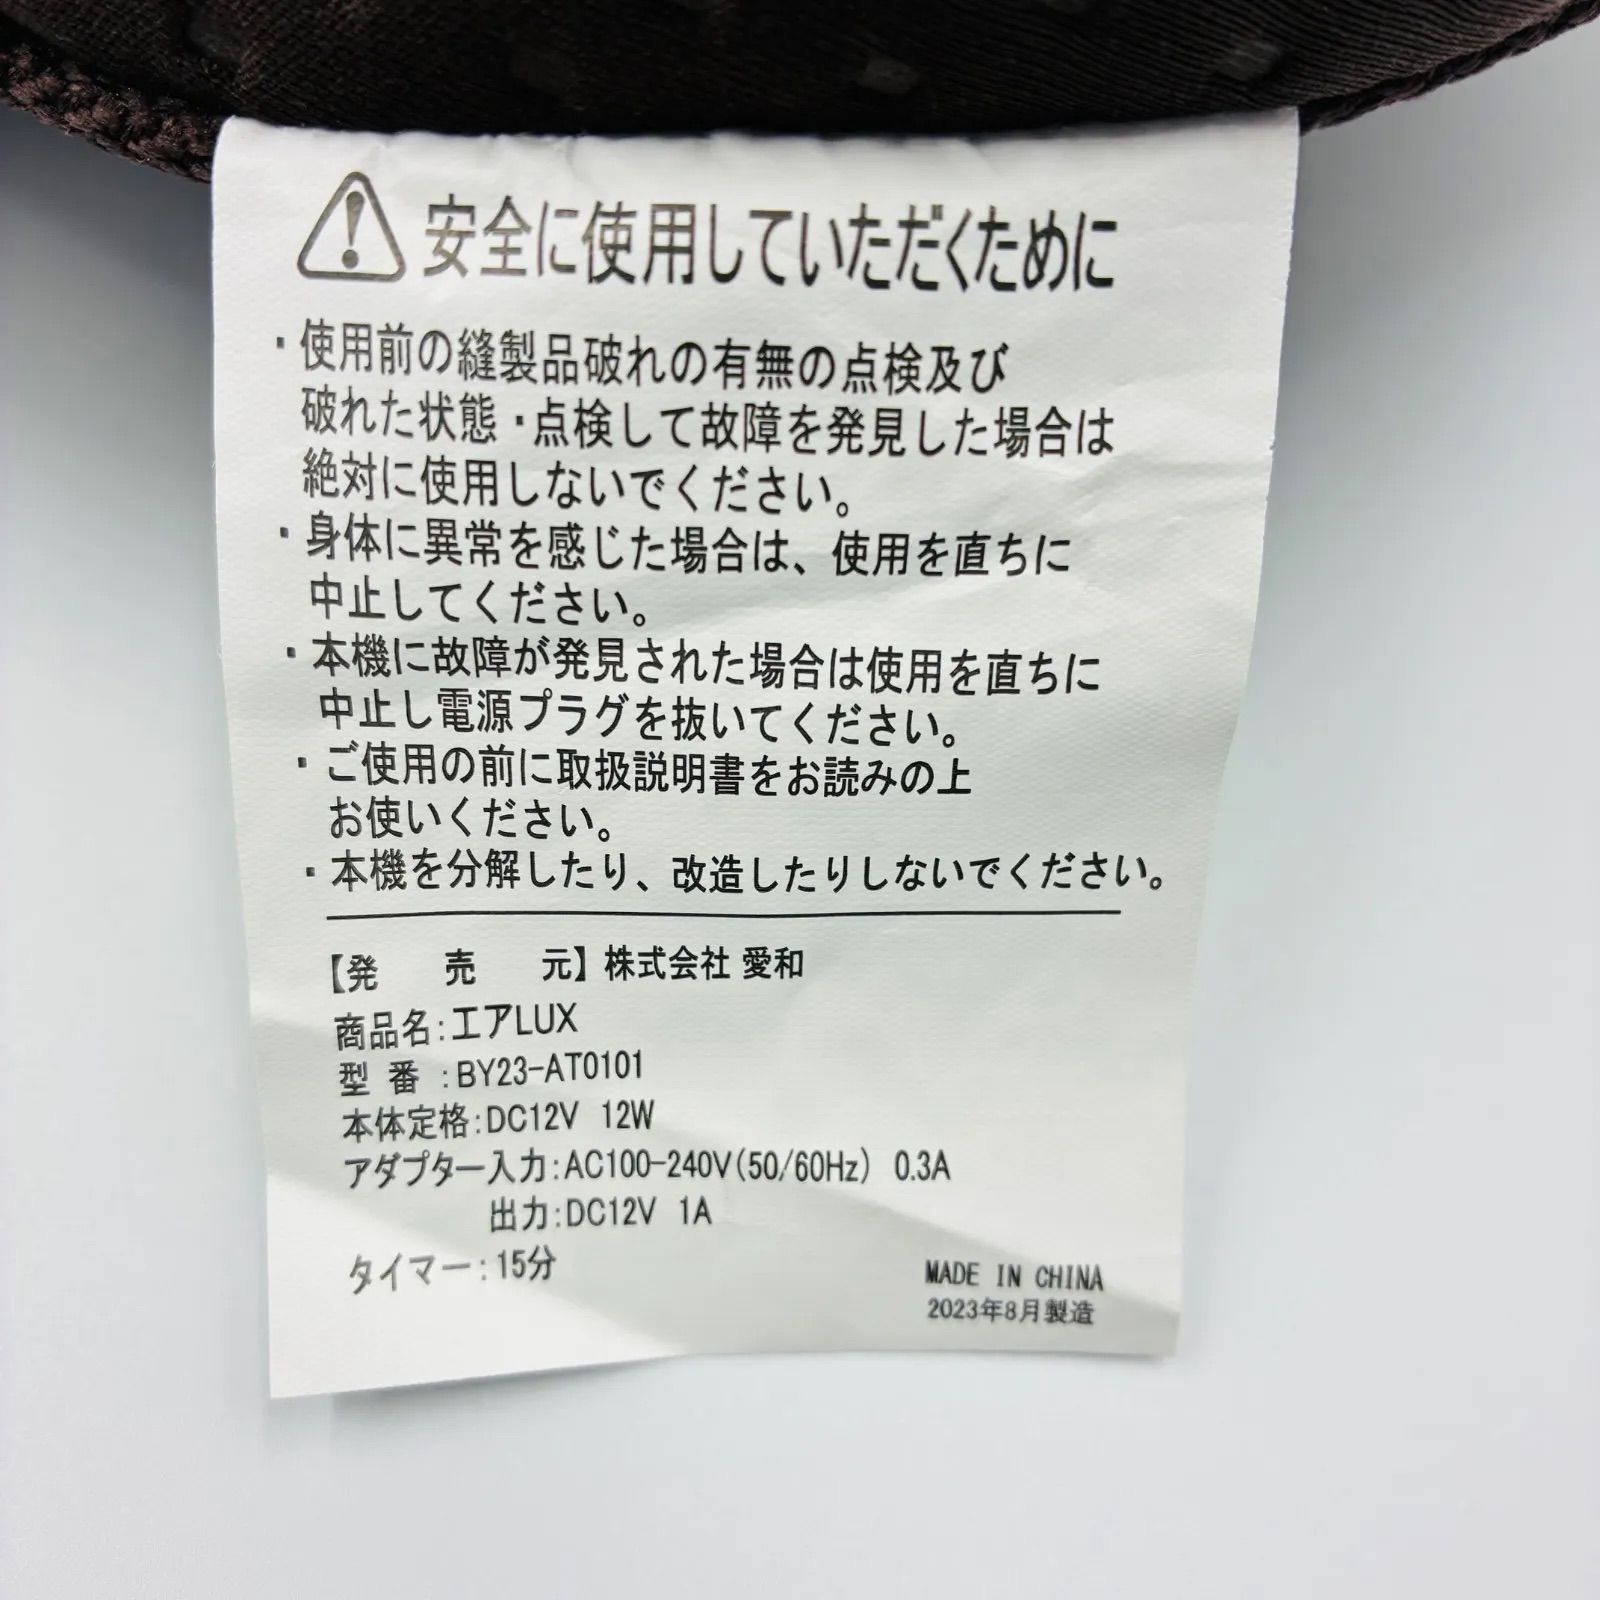 安全に使用していただくために
・使用前の縫製品破れの有無の点検及び
破れた状態・点検して故障を発見した場合は
絶対に使用しないでください。
・身体に異常を感じた場合は、使用を直ちに
中止してください。
・本機に故障が発見された場合は使用を直ちに
中止し電源プラグを抜いてください。
・ご使用の前に取扱説明書をお読みの上
お使いください。
・本機を分解したり、改造したりしないでください。
【発　売　元】株式会社 愛和
商品名:エアLUX
型 番 :BY23-AT0101
本体定格:DC12V 12W
アダプター入力:AC100-240V(50/60Hz) 0.3A
出力:DC12V 1A
タイマー:15分
MADE IN CHINA
2023年8月製造